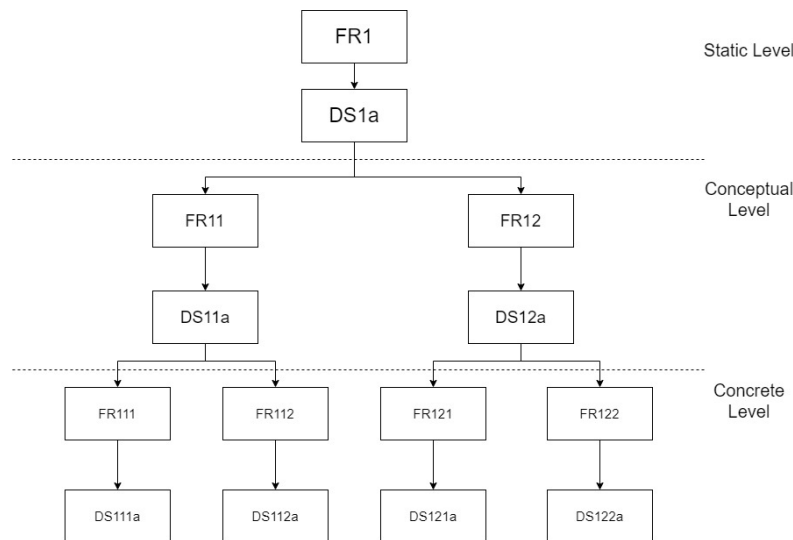 FR1
Static Level
DS1a
Conceptual
Level
FR11
FR12
DS11a
DS12a
Concrete
Level
FR111
FR112
FR121
FR122
DS111a
DS112a
DS121a
DS122a